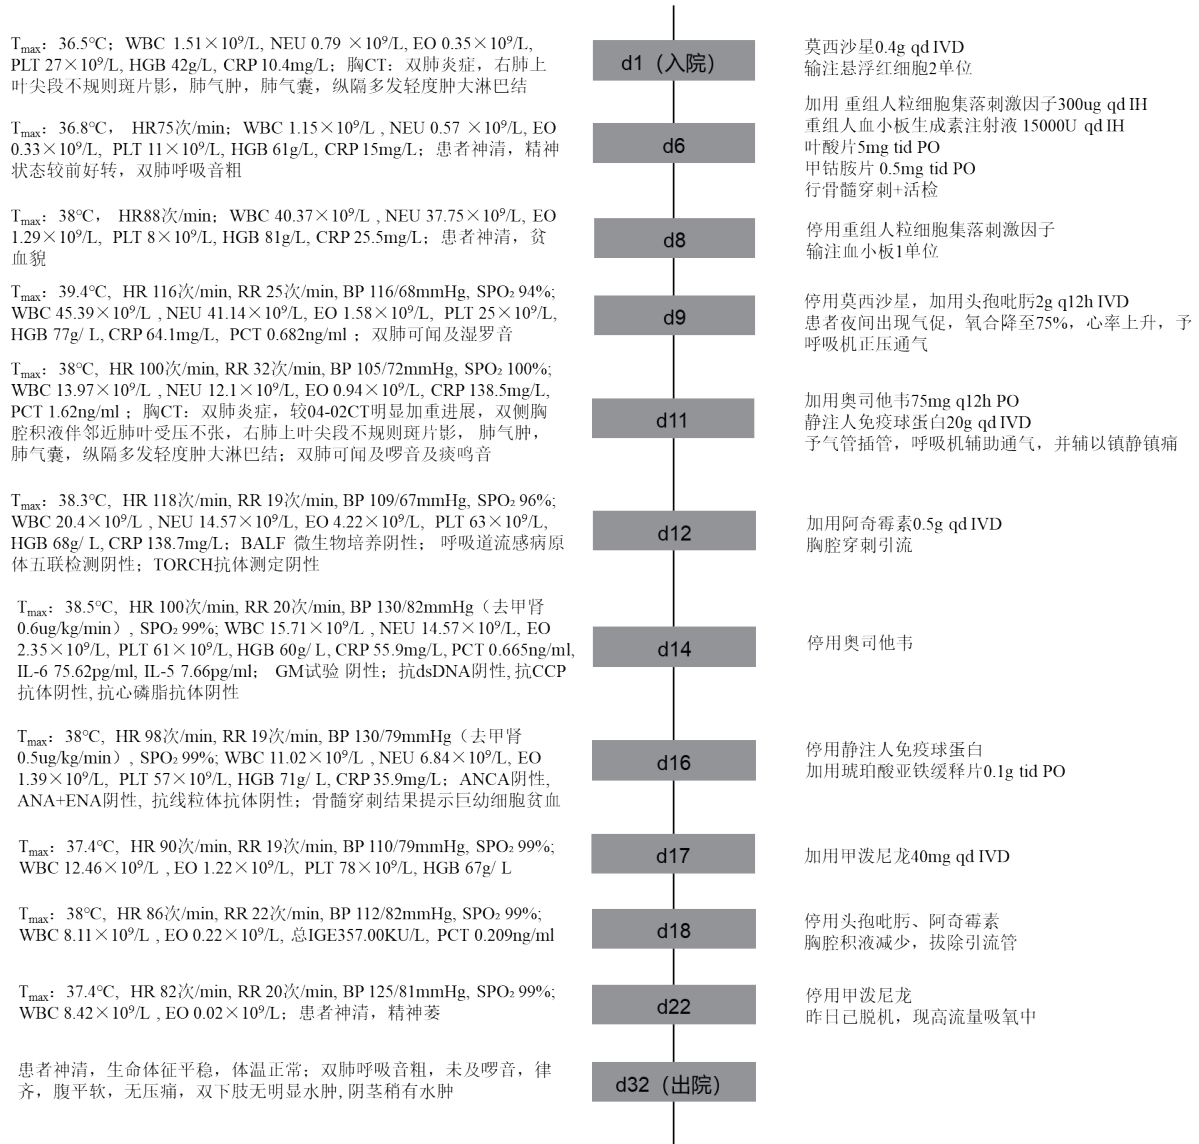 Tmax：36.5℃；WBC 1.51×10⁹/L, NEU 0.79 ×10⁹/L, EO 0.35×10⁹/L,
PLT 27×10⁹/L, HGB 42g/L, CRP 10.4mg/L；胸CT：双肺炎症，右肺上
叶尖段不规则斑片影，肺气肿，肺气囊，纵隔多发轻度肿大淋巴结
d1（入院）
莫西沙星0.4g qd IVD
输注悬浮红细胞2单位
Tmax：36.8℃， HR75次/min；WBC 1.15×10⁹/L , NEU 0.57 ×10⁹/L, EO
0.33×10⁹/L, PLT 11×10⁹/L, HGB 61g/L, CRP 15mg/L；患者神清，精神
状态较前好转，双肺呼吸音粗
d6
加用 重组人粒细胞集落刺激因子300ug qd IH
重组人血小板生成素注射液 15000U qd IH
叶酸片5mg tid PO
甲钴胺片 0.5mg tid PO
行骨髓穿刺+活检
Tmax：38℃， HR88次/min；WBC 40.37×10⁹/L , NEU 37.75×10⁹/L, EO
1.29×10⁹/L, PLT 8×10⁹/L, HGB 81g/L, CRP 25.5mg/L；患者神清，贫
血貌
d8
停用重组人粒细胞集落刺激因子
输注血小板1单位
Tmax：39.4℃, HR 116次/min, RR 25次/min, BP 116/68mmHg, SPO₂ 94%;
WBC 45.39×10⁹/L , NEU 41.14×10⁹/L, EO 1.58×10⁹/L, PLT 25×10⁹/L,
HGB 77g/ L, CRP 64.1mg/L, PCT 0.682ng/ml ；双肺可闻及湿罗音
d9
停用莫西沙星，加用头孢吡肟2g q12h IVD
患者夜间出现气促，氧合降至75%，心率上升，予
呼吸机正压通气
Tmax：38℃, HR 100次/min, RR 32次/min, BP 105/72mmHg, SPO₂ 100%;
WBC 13.97×10⁹/L , NEU 12.1×10⁹/L, EO 0.94×10⁹/L, CRP 138.5mg/L,
PCT 1.62ng/ml ；胸CT：双肺炎症，较04-02CT明显加重进展，双侧胸
腔积液伴邻近肺叶受压不张，右肺上叶尖段不规则斑片影， 肺气肿，
肺气囊，纵隔多发轻度肿大淋巴结；双肺可闻及啰音及痰鸣音
d11
加用奥司他韦75mg q12h PO
静注人免疫球蛋白20g qd IVD
予气管插管，呼吸机辅助通气，并辅以镇静镇痛
Tmax：38.3℃, HR 118次/min, RR 19次/min, BP 109/67mmHg, SPO₂ 96%;
WBC 20.4×10⁹/L , NEU 14.57×10⁹/L, EO 4.22×10⁹/L, PLT 63×10⁹/L,
HGB 68g/ L, CRP 138.7mg/L；BALF 微生物培养阴性； 呼吸道流感病原
体五联检测阴性；TORCH抗体测定阴性
d12
加用阿奇霉素0.5g qd IVD
胸腔穿刺引流
Tmax：38.5℃, HR 100次/min, RR 20次/min, BP 130/82mmHg（去甲肾
0.6ug/kg/min）, SPO₂ 99%; WBC 15.71×10⁹/L , NEU 14.57×10⁹/L, EO
2.35×10⁹/L, PLT 61×10⁹/L, HGB 60g/ L, CRP 55.9mg/L, PCT 0.665ng/ml,
IL-6 75.62pg/ml, IL-5 7.66pg/ml； GM试验 阴性；抗dsDNA阴性, 抗CCP
抗体阴性, 抗心磷脂抗体阴性
d14
停用奥司他韦
Tmax：38℃, HR 98次/min, RR 19次/min, BP 130/79mmHg（去甲肾
0.5ug/kg/min）, SPO₂ 99%; WBC 11.02×10⁹/L , NEU 6.84×10⁹/L, EO
1.39×10⁹/L, PLT 57×10⁹/L, HGB 71g/ L, CRP 35.9mg/L；ANCA阴性,
ANA+ENA阴性, 抗线粒体抗体阴性；骨髓穿刺结果提示巨幼细胞贫血
d16
停用静注人免疫球蛋白
加用琥珀酸亚铁缓释片0.1g tid PO
Tmax：37.4℃, HR 90次/min, RR 19次/min, BP 110/79mmHg, SPO₂ 99%;
WBC 12.46×10⁹/L , EO 1.22×10⁹/L, PLT 78×10⁹/L, HGB 67g/ L
d17
加用甲泼尼龙40mg qd IVD
Tmax：38℃, HR 86次/min, RR 22次/min, BP 112/82mmHg, SPO₂ 99%;
WBC 8.11×10⁹/L , EO 0.22×10⁹/L, 总IGE357.00KU/L, PCT 0.209ng/ml
d18
停用头孢吡肟、阿奇霉素
胸腔积液减少，拔除引流管
Tmax：37.4℃, HR 82次/min, RR 20次/min, BP 125/81mmHg, SPO₂ 99%;
WBC 8.42×10⁹/L , EO 0.02×10⁹/L；患者神清，精神萎
d22
停用甲泼尼龙
昨日已脱机，现高流量吸氧中
患者神清，生命体征平稳，体温正常；双肺呼吸音粗，未及啰音，律
齐，腹平软，无压痛，双下肢无明显水肿, 阴茎稍有水肿
d32（出院）